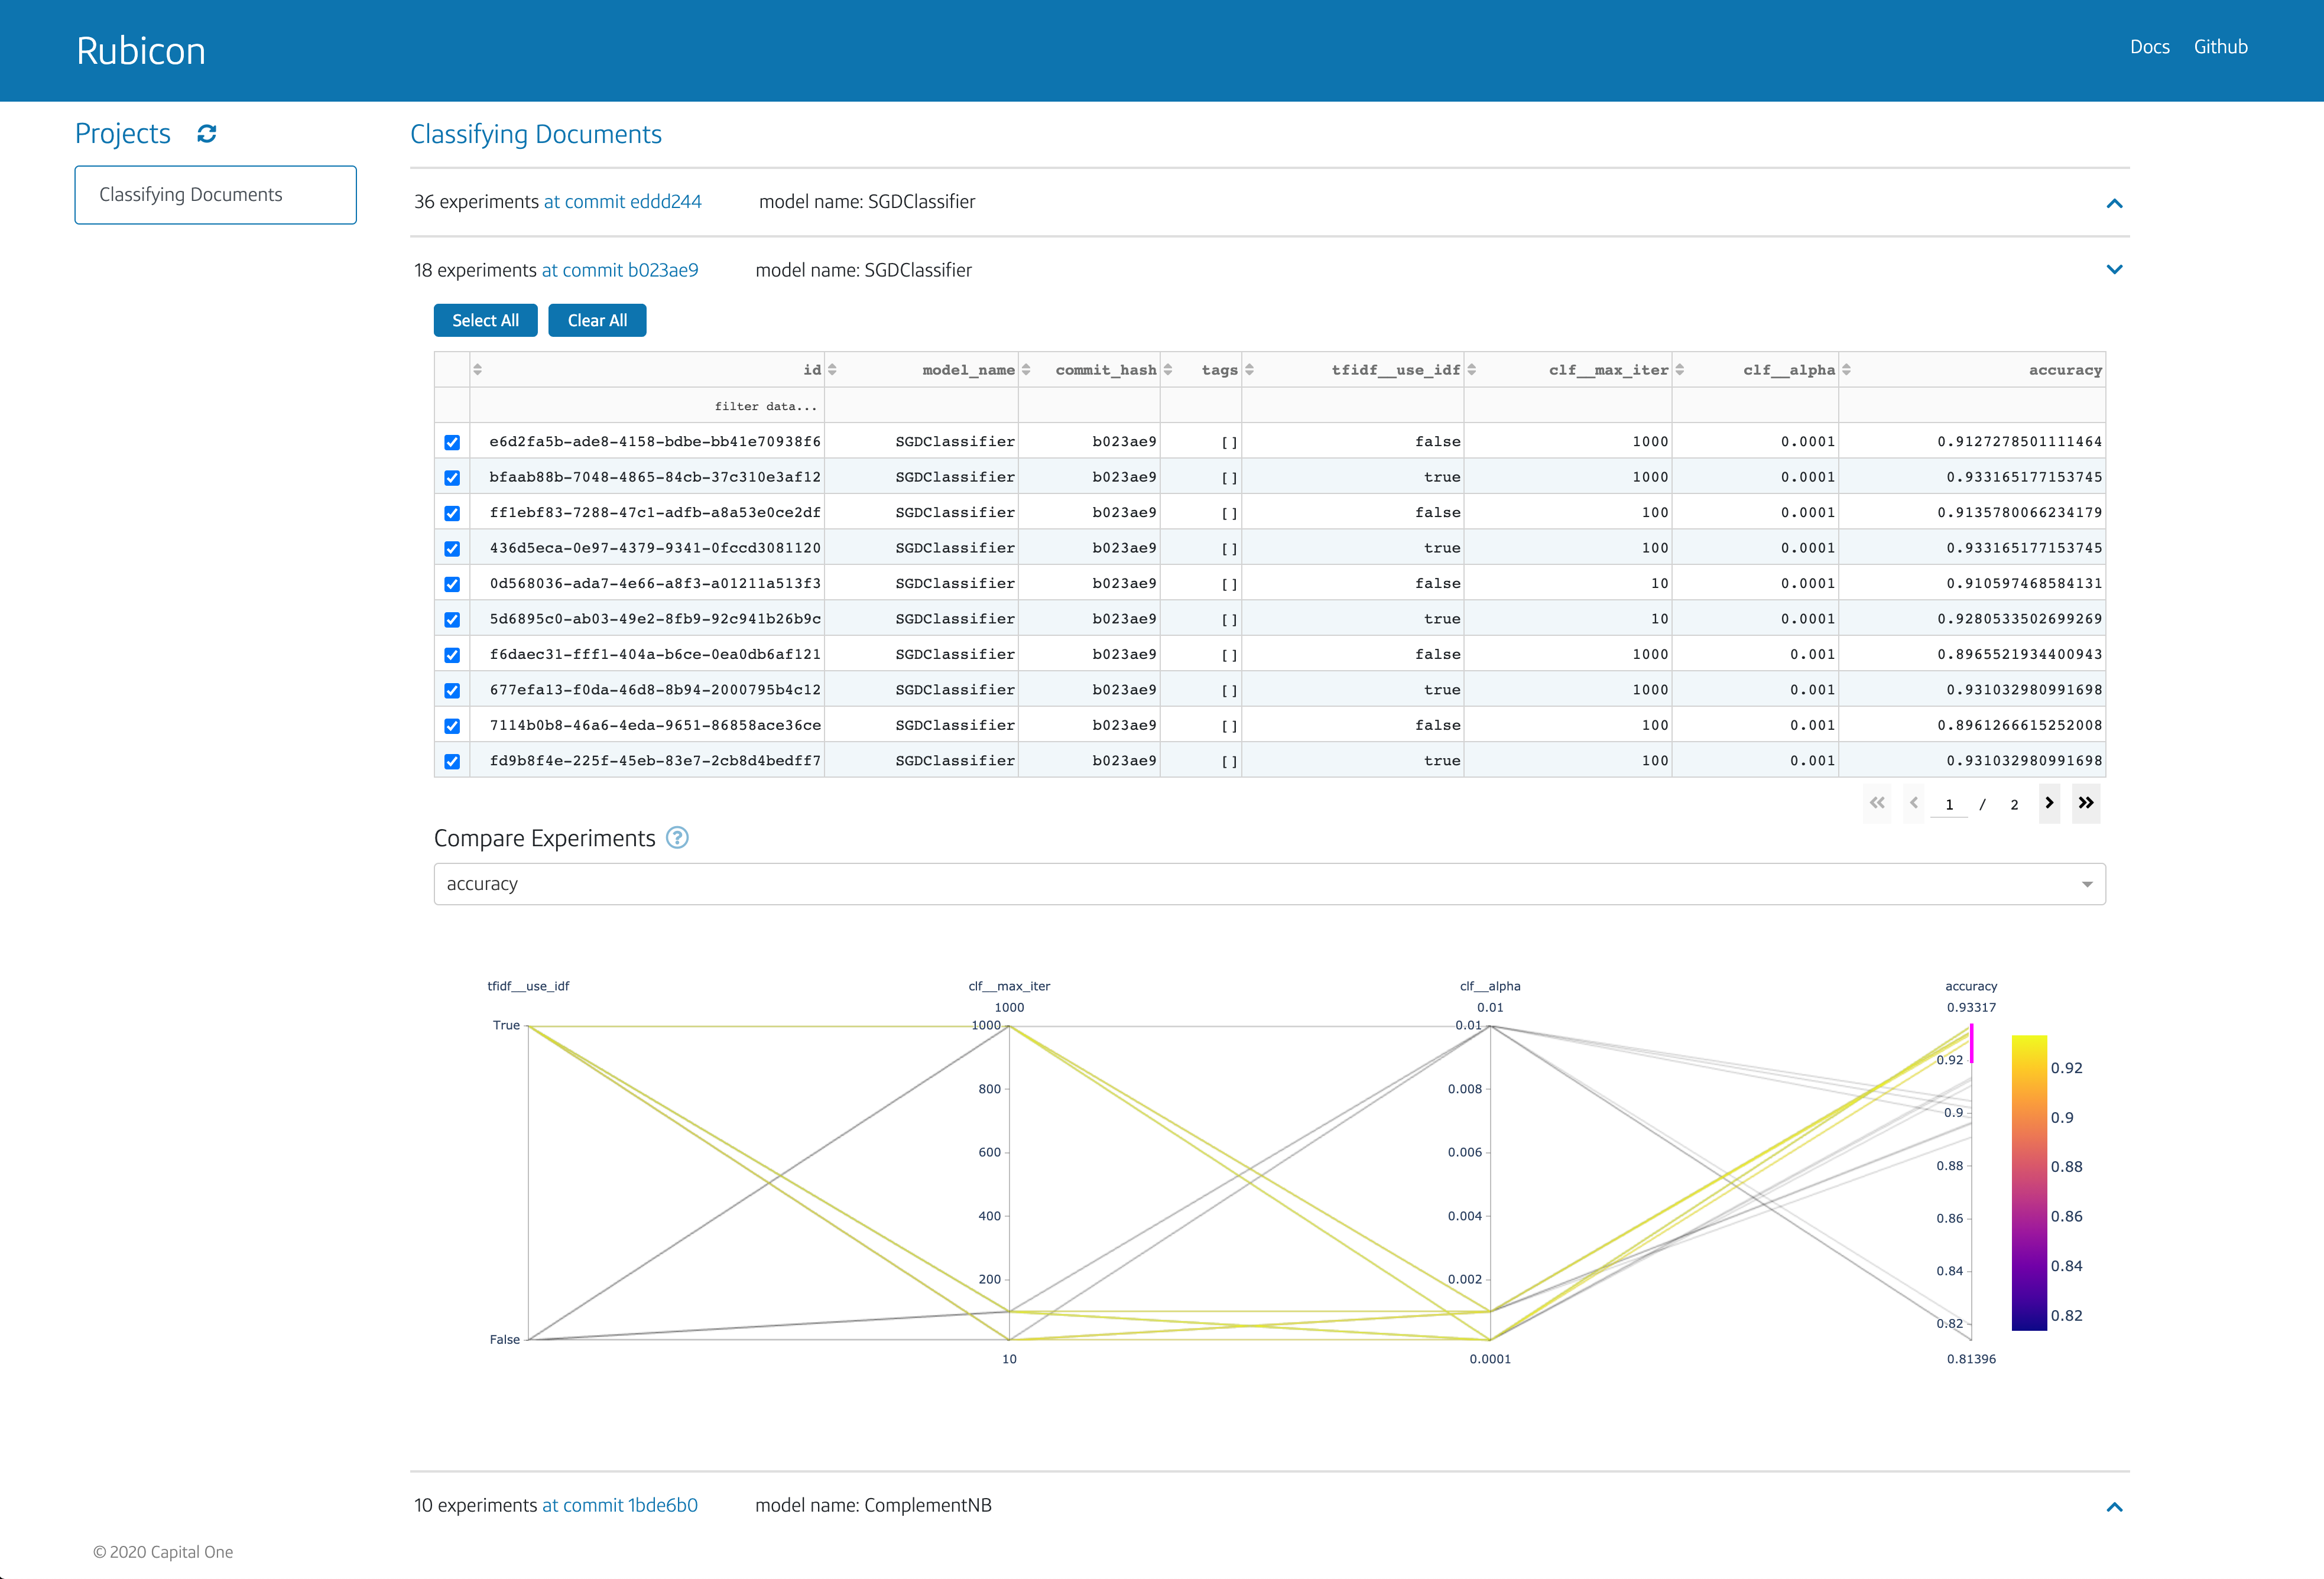 Rubicon
Docs Github
Projects
Classifying Documents
Classifying Documents
36 experiments at commit eddd244 model name: SGDClassifier
18 experiments at commit b023ae9 model name: SGDClassifier
Select All Clear All
id model_name commit_hash tags tfidf__use_idf clf__max_iter clf__alpha accuracy
filter data...
e6d2fa5b-ade8-4158-bdbe-bb41e70938f6 SGDClassifier b023ae9 [] false 1000 0.0001 0.9127278501111464
bfaab88b-7048-4865-84cb-37c310e3af12 SGDClassifier b023ae9 [] true 1000 0.0001 0.933165177153745
ff1ebf83-7288-47c1-adfb-a8a53e0ce2df SGDClassifier b023ae9 [] false 100 0.0001 0.9135780066234179
436d5eca-0e97-4379-9341-0fccd3081120 SGDClassifier b023ae9 [] true 100 0.0001 0.933165177153745
0d568036-ada7-4e66-a8f3-a01211a513f3 SGDClassifier b023ae9 [] false 10 0.0001 0.910597468584131
5d6895c0-ab03-49e2-8fb9-92c941b26b9c SGDClassifier b023ae9 [] true 10 0.0001 0.9280533502699269
f6daec31-fff1-404a-b6ce-0ea0db6af121 SGDClassifier b023ae9 [] false 1000 0.001 0.8965521934400943
677efa13-f0da-46d8-8b94-2000795b4c12 SGDClassifier b023ae9 [] true 1000 0.001 0.931032980991698
7114b0b8-46a6-4eda-9651-86858ace36ce SGDClassifier b023ae9 [] false 100 0.001 0.8961266615252008
fd9b8f4e-225f-45eb-83e7-2cb8d4bedff7 SGDClassifier b023ae9 [] true 100 0.001 0.931032980991698
1 / 2
Compare Experiments ?
accuracy
tfidf__use_idf clf__max_iter clf__alpha accuracy
1000 0.01 0.93317
True 1000 0.01
0.92 0.92
800 0.008
0.9 0.9
600 0.006
0.88 0.88
400 0.004
0.86 0.86
200 0.002
0.84 0.84
0.82 0.82
False
10 0.0001 0.81396
10 experiments at commit 1bde6b0 model name: ComplementNB
© 2020 Capital One